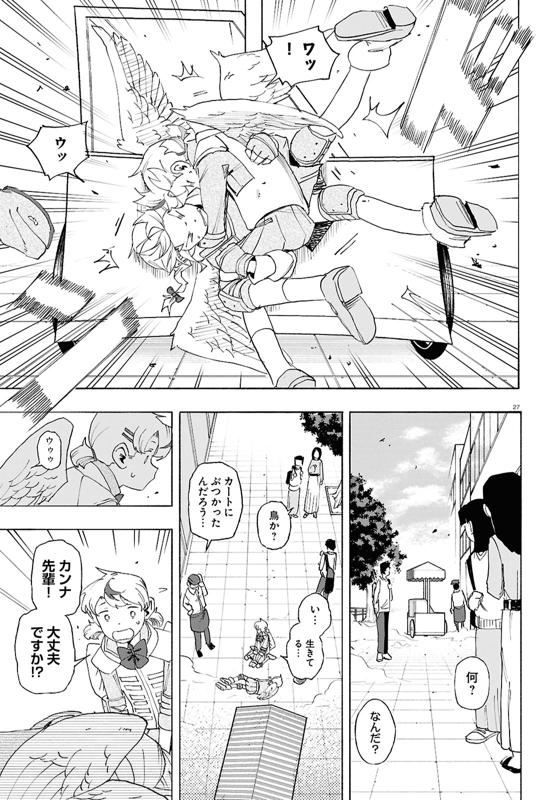 ワッ
！
ウッ
27
何？
なんだ？
カートに
ぶつかった
んだろう…
鳥か？
い…
生きて
る…
ウゥゥ
カンナ
先輩！
大丈夫
ですか!?